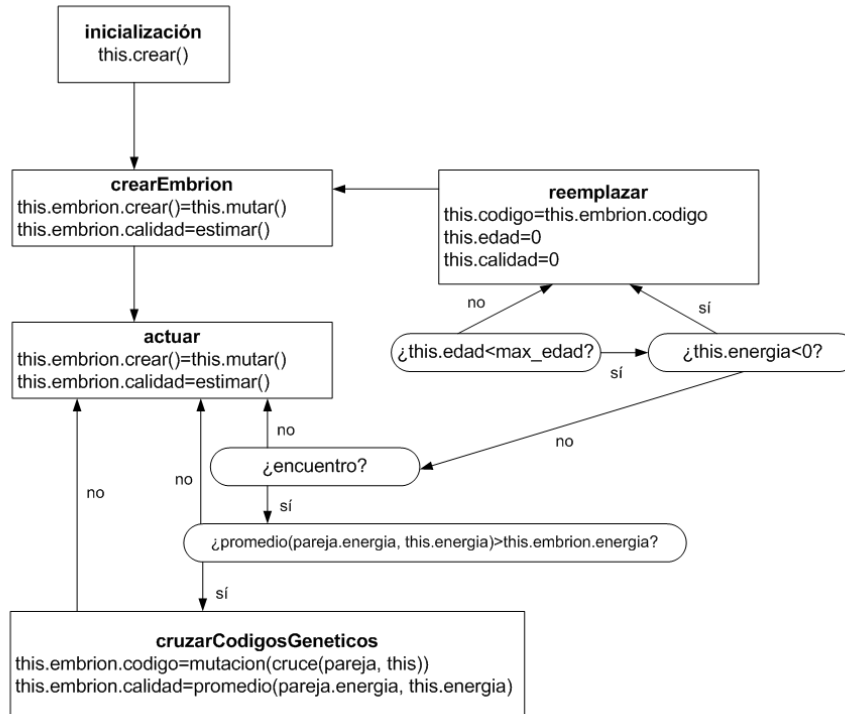 inicialización
this.crear()
crearEmbrion
this.embrion.crear()=this.mutar()
this.embrion.calidad=estimar()
reemplazar
this.codigo=this.embrion.codigo
this.edad=0
this.calidad=0
no
sí
actuar
this.embrion.crear()=this.mutar()
this.embrion.calidad=estimar()
¿this.edad<max_edad?
sí
¿this.energia<0?
no
no
¿encuentro?
no
no
sí
¿promedio(pareja.energia, this.energia)>this.embrion.energia?
sí
cruzarCodigosGeneticos
this.embrion.codigo=mutacion(cruce(pareja, this))
this.embrion.calidad=promedio(pareja.energia, this.energia)